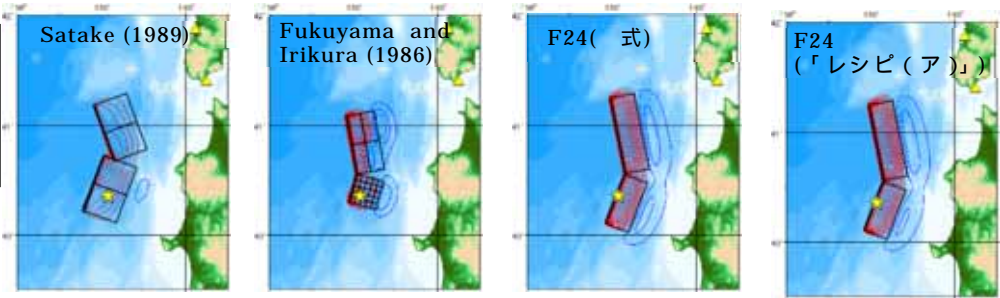 Satake (1989)
Fukuyama and
Irikura (1986)
F24( 式)
F24
(「レシピ(ア)」)